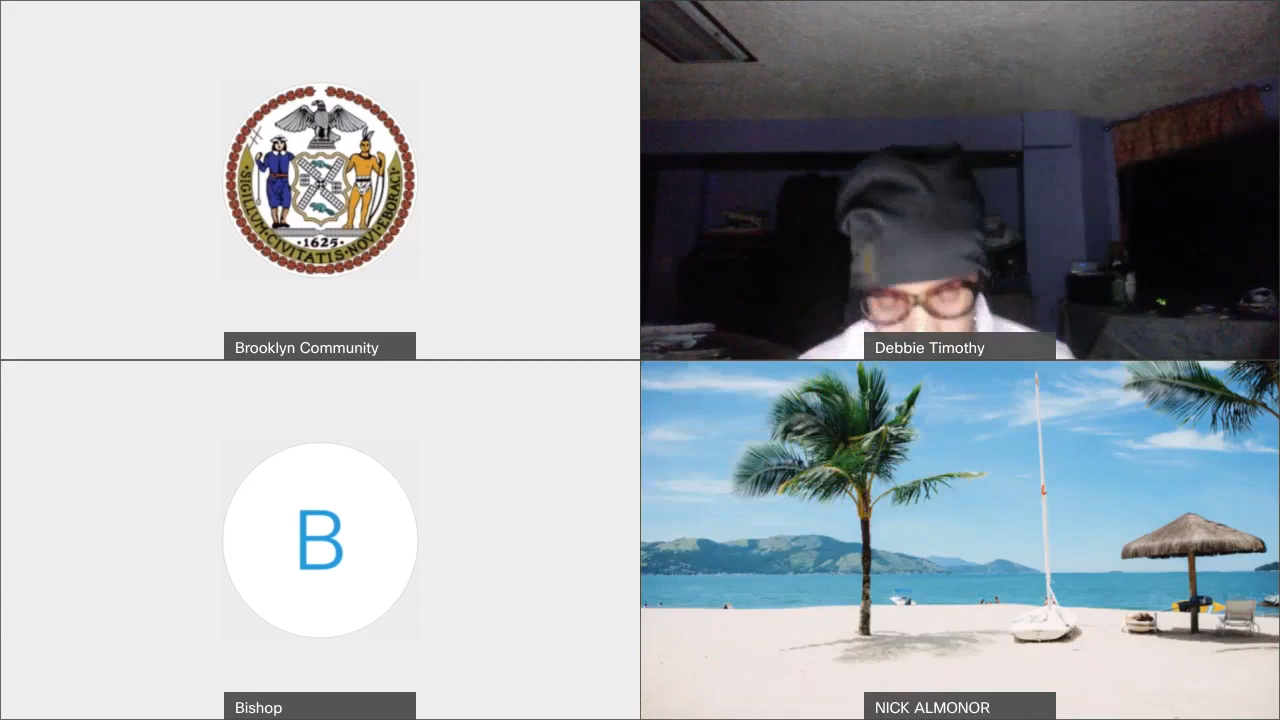 SIGILLUM·CIVITATIS·NOVI·EBORACI
·1625·
Brooklyn Community
Debbie Timothy
B
Bishop
NICK ALMONOR